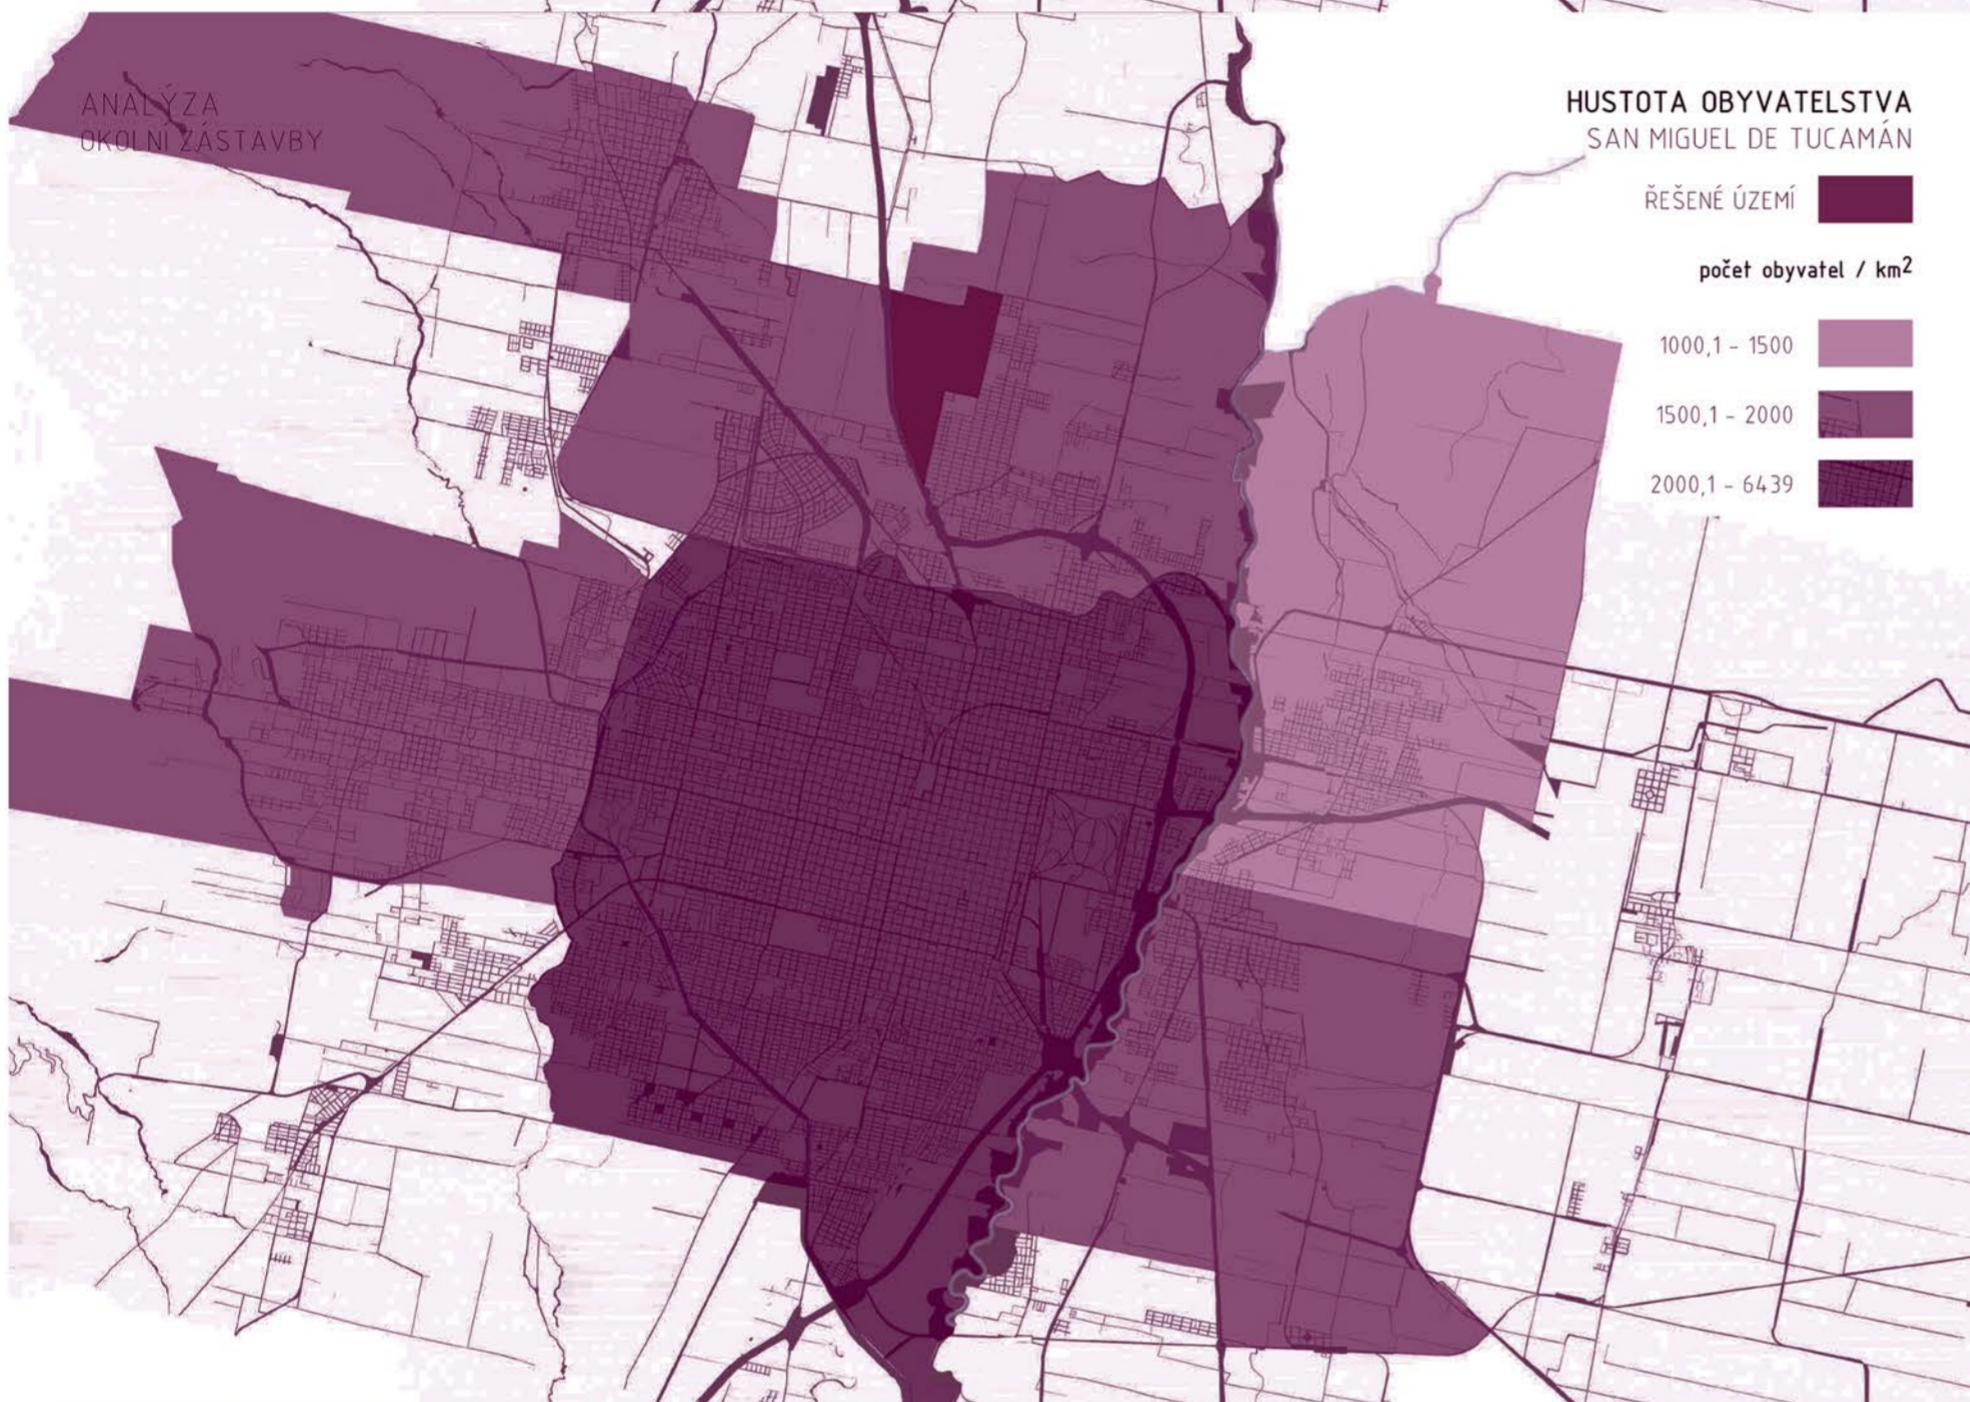 ANALÝZA
OKOLNÍ ZÁSTAVBY
HUSTOTA OBYVATELSTVA
SAN MIGUEL DE TUCAMÁN
ŘEŠENÉ ÚZEMÍ
počet obyvatel / km²
1000,1 - 1500
1500,1 - 2000
2000,1 - 6439